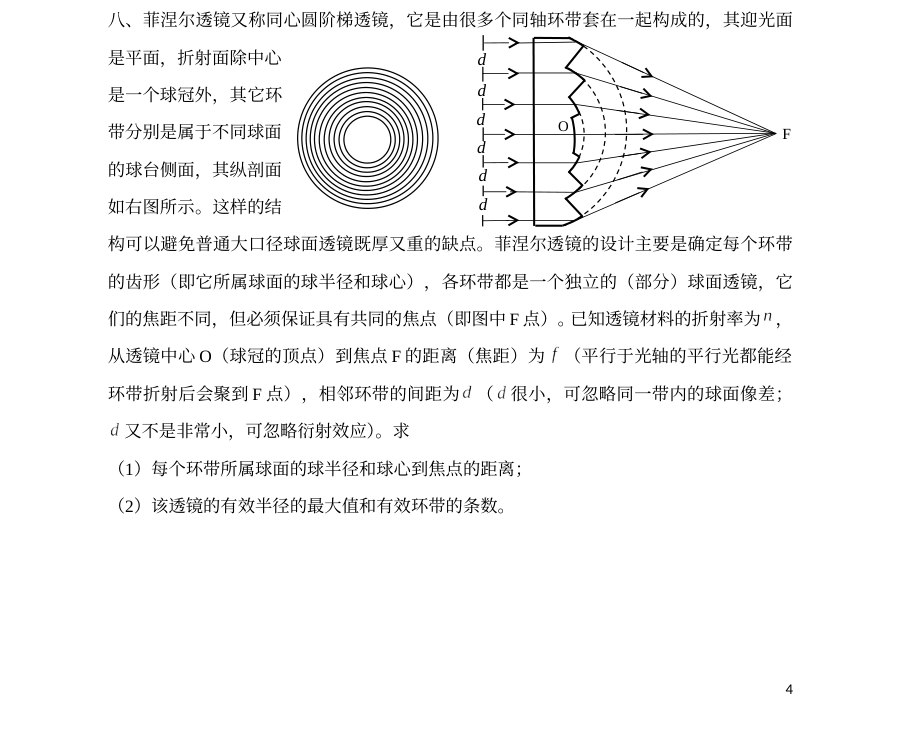 八、菲涅尔透镜又称同心圆阶梯透镜，它是由很多个同轴环带套在一起构成的，其迎光面
是平面，折射面除中心
是一个球冠外，其它环
带分别是属于不同球面
的球台侧面，其纵剖面
如右图所示。这样的结
d
d
d
d
d
d
O
F
构可以避免普通大口径球面透镜既厚又重的缺点。菲涅尔透镜的设计主要是确定每个环带
的齿形（即它所属球面的球半径和球心），各环带都是一个独立的（部分）球面透镜，它
们的焦距不同，但必须保证具有共同的焦点（即图中 F 点）。已知透镜材料的折射率为 n，
从透镜中心 O（球冠的顶点）到焦点 F 的距离（焦距）为 f （平行于光轴的平行光都能经
环带折射后会聚到 F 点），相邻环带的间距为 d （ d 很小，可忽略同一带内的球面像差；
d 又不是非常小，可忽略衍射效应）。求
（1）每个环带所属球面的球半径和球心到焦点的距离；
（2）该透镜的有效半径的最大值和有效环带的条数。
4